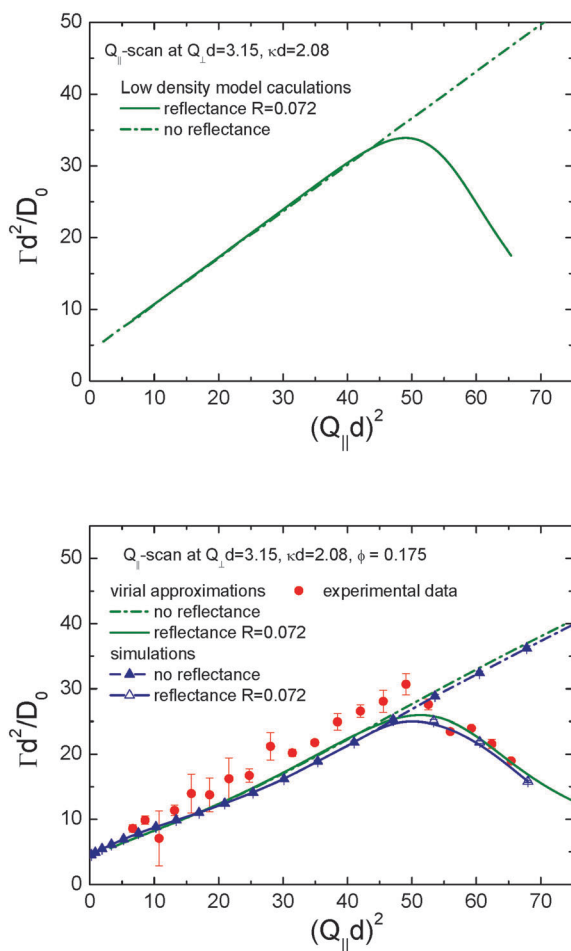 50
40
30
20
10
0
Γd²/D₀
Q∥-scan at Q⊥d=3.15, κd=2.08
Low density model caculations
reflectance R=0.072
no reflectance
0 10 20 30 40 50 60 70
(Q∥d)²
50
40
30
20
10
0
Γd²/D₀
Q∥-scan at Q⊥d=3.15, κd=2.08, ϕ = 0.175
virial approximations experimental data
no reflectance
reflectance R=0.072
simulations
no reflectance
reflectance R=0.072
0 10 20 30 40 50 60 70
(Q∥d)²